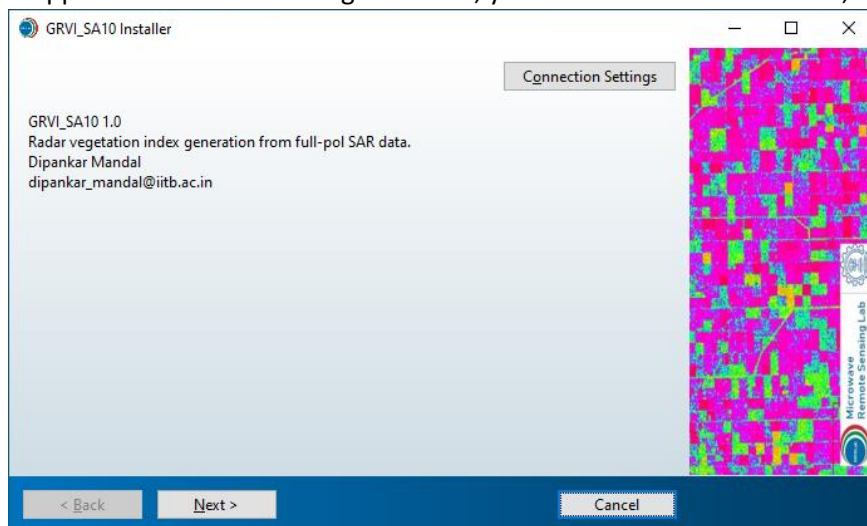 GRVI_SA10 Installer
Connection Settings
GRVI_SA10 1.0
Radar vegetation index generation from full-pol SAR data.
Dipankar Mandal
dipankar_mandal@iitb.ac.in
Microwave
Remote Sensing Lab
< Back
Next >
Cancel